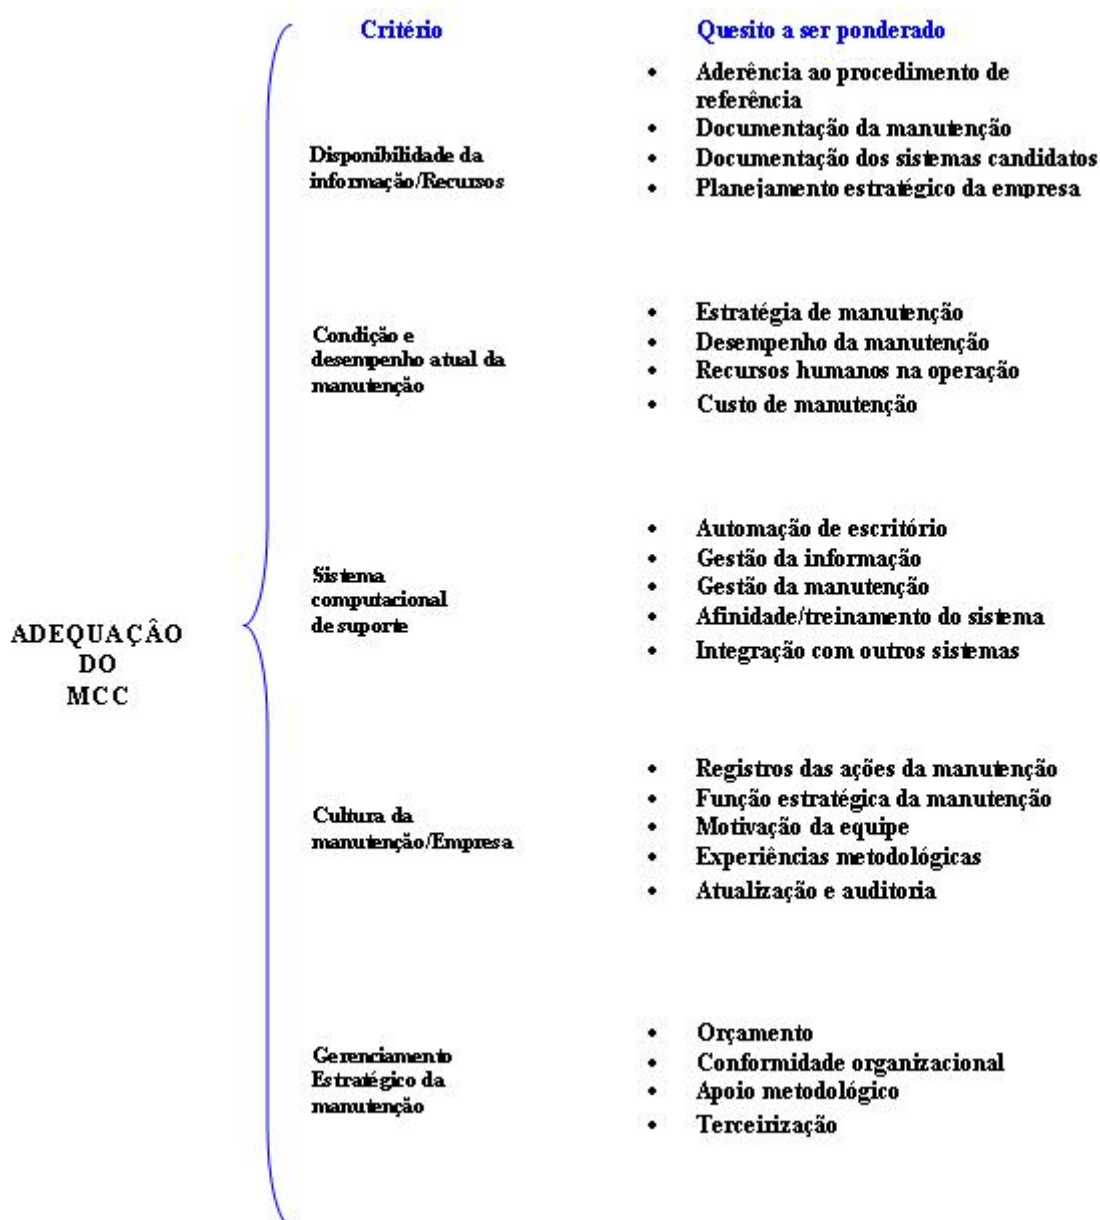 Critério
Quesito a ser ponderado
Disponibilidade da
informação/Recursos
• Aderência ao procedimento de
referência
• Documentação da manutenção
• Documentação dos sistemas candidatos
• Planejamento estratégico da empresa
Condição e
desempenho atual da
manutenção
• Estratégia de manutenção
• Desempenho da manutenção
• Recursos humanos na operação
• Custo de manutenção
ADEQUAÇÃO
DO
MCC
Sistema
computacional
de suporte
• Automação de escritório
• Gestão da informação
• Gestão da manutenção
• Afinidade/treinamento do sistema
• Integração com outros sistemas
Cultura da
manutenção/Empresa
• Registros das ações da manutenção
• Função estratégica da manutenção
• Motivação da equipe
• Experiências metodológicas
• Atualização e auditoria
Gerenciamento
Estratégico da
manutenção
• Orçamento
• Conformidade organizacional
• Apoio metodológico
• Terceirização